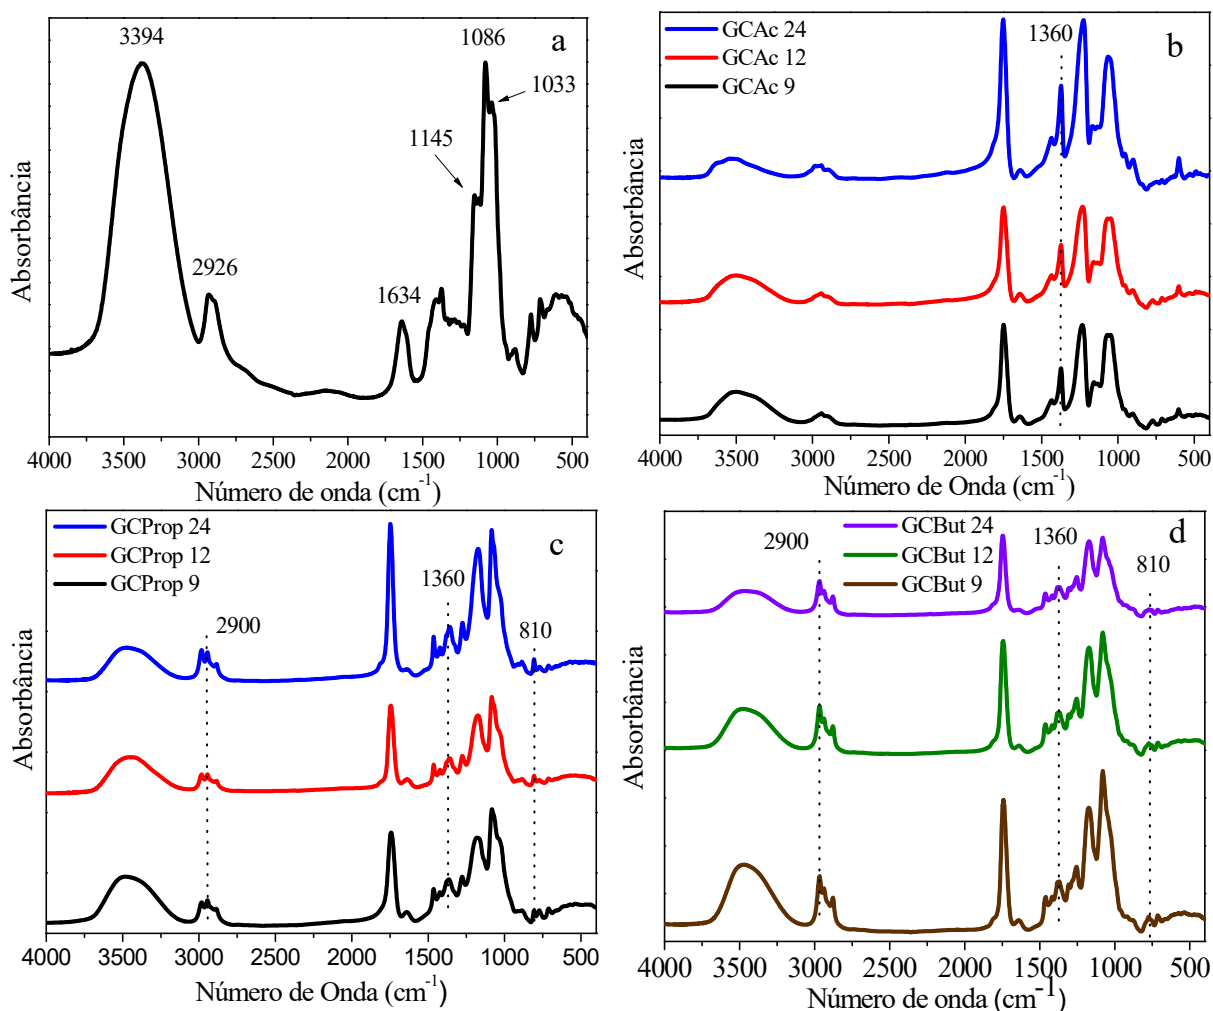 a
3394
1086
1033
1145
2926
1634
Absorbância
4000 3500 3000 2500 2000 1500 1000 500
Número de onda (cm-1)
b
GCAc 24
GCAc 12
GCAc 9
1360
Absorbância
4000 3500 3000 2500 2000 1500 1000 500
Número de Onda (cm-1)
c
GCProp 24
GCProp 12
GCProp 9
2900
1360
810
Absorbância
4000 3500 3000 2500 2000 1500 1000 500
Número de Onda (cm-1)
d
GCBut 24
GCBut 12
GCBut 9
2900
1360
810
Absorbância
4000 3500 3000 2500 2000 1500 1000 500
Número de onda (cm-1)